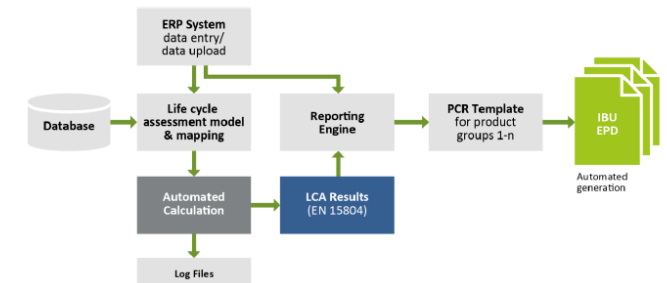 ERP System
data entry/
data upload
Database
Life cycle
assessment model
& mapping
Reporting
Engine
PCR Template
for product
groups 1-n
IBU
EPD
Automated
generation
Automated
Calculation
LCA Results
(EN 15804)
Log Files